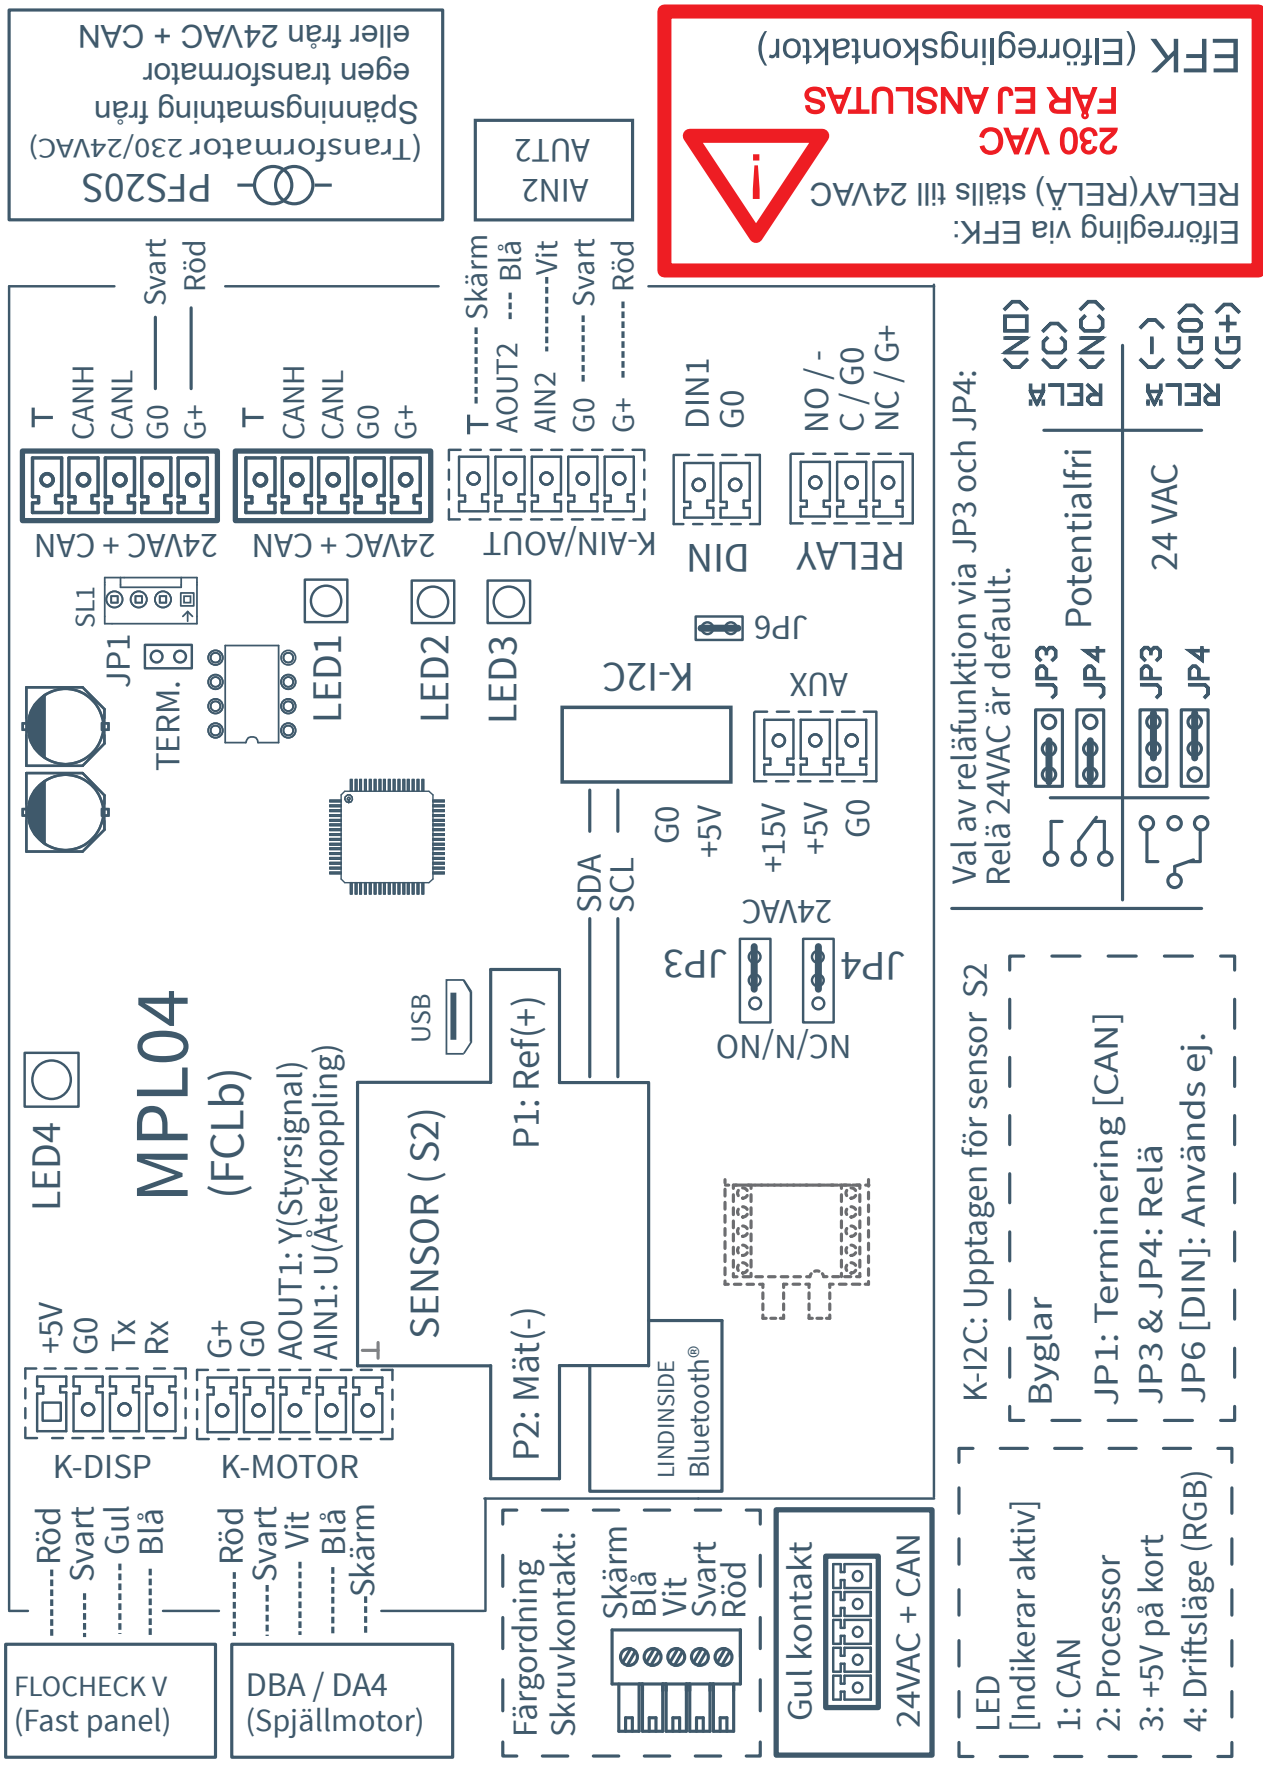 PFS20S
(Transformator 230/24VAC)
Spänningsmatning från
egen transformator
eller från 24VAC + CAN
AIN2
AUT2
Elförregling via EFK:
RELAY(RELÄ) ställs till 24VAC
230 VAC
FÅR EJ ANSLUTAS
EFK (Elförreglingskontaktor)
!
Svart
Röd
T
CANH
CANL
G0
G+
24VAC + CAN
T
CANH
CANL
G0
G+
24VAC + CAN
Skärm
Blå
Vit
Svart
Röd
T
AOUT2
AIN2
G0
G+
K-AIN/AOUT
DIN1
G0
DIN
NO / -
C / G0
NC / G+
RELAY
SL1
JP1
TERM.
LED1
LED2
LED3
JP6
K-I2C
AUX
G0
+5V
+15V
+5V
G0
SDA
SCL
24VAC
JP3
JP4
NC/N/NO
USB
LED4
MPL04
(FCLb)
SENSOR ( S2)
P1: Ref(+)
P2: Mät(-)
LINDINSIDE
Bluetooth®
+5V
G0
Tx
Rx
K-DISP
G+
G0
AOUT1: Y(Styrsignal)
AIN1: U(Återkoppling)
T
K-MOTOR
Röd
Svart
Gul
Blå
Röd
Svart
Vit
Blå
Skärm
FLOCHECK V
(Fast panel)
DBA / DA4
(Spjällmotor)
Färgordning
Skruvkontakt:
Skärm
Blå
Vit
Svart
Röd
Gul kontakt
24VAC + CAN
Val av reläfunktion via JP3 och JP4:
Relä 24VAC är default.
(NO)
(C)
(NC)
RELÄ
RELÄ
Potentialfri
JP3
JP4
(-)
(G0)
(G+)
RELÄ
RELÄ
24 VAC
JP3
JP4
K-I2C: Upptagen för sensor S2
Byglar
JP1: Terminering [CAN]
JP3 & JP4: Relä
JP6 [DIN]: Används ej.
LED
[Indikerar aktiv]
1: CAN
2: Processor
3: +5V på kort
4: Driftsläge (RGB)